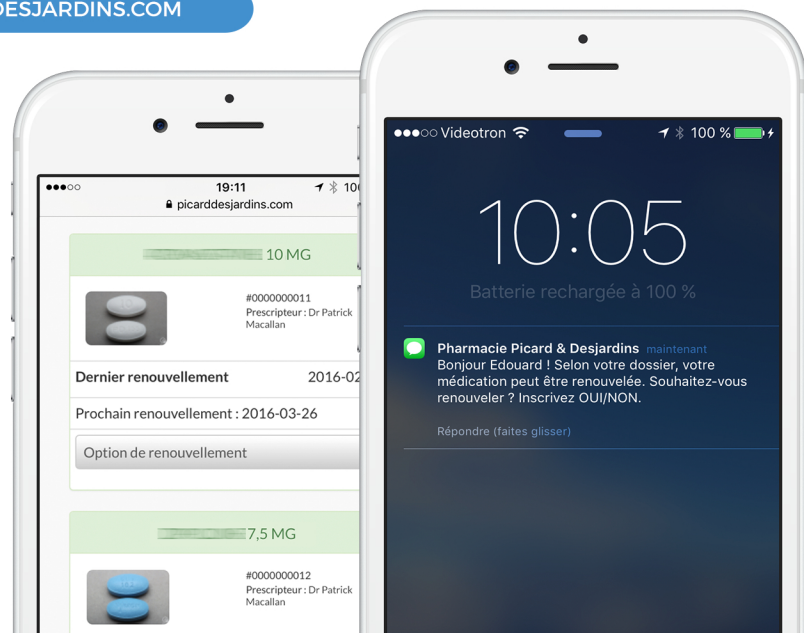 DESJARDINS.COM
19:11
picarddesjardins.com
10 MG
#0000000011
Prescripteur : Dr Patrick
Macallan
Dernier renouvellement 2016-02
Prochain renouvellement : 2016-03-26
Option de renouvellement
7,5 MG
#0000000012
Prescripteur : Dr Patrick
Macallan
Videotron 100 %
10:05
Batterie rechargée à 100 %
Pharmacie Picard & Desjardins maintenant
Bonjour Edouard ! Selon votre dossier, votre
médication peut être renouvelée. Souhaitez-vous
renouveler ? Inscrivez OUI/NON.
Répondre (faites glisser)